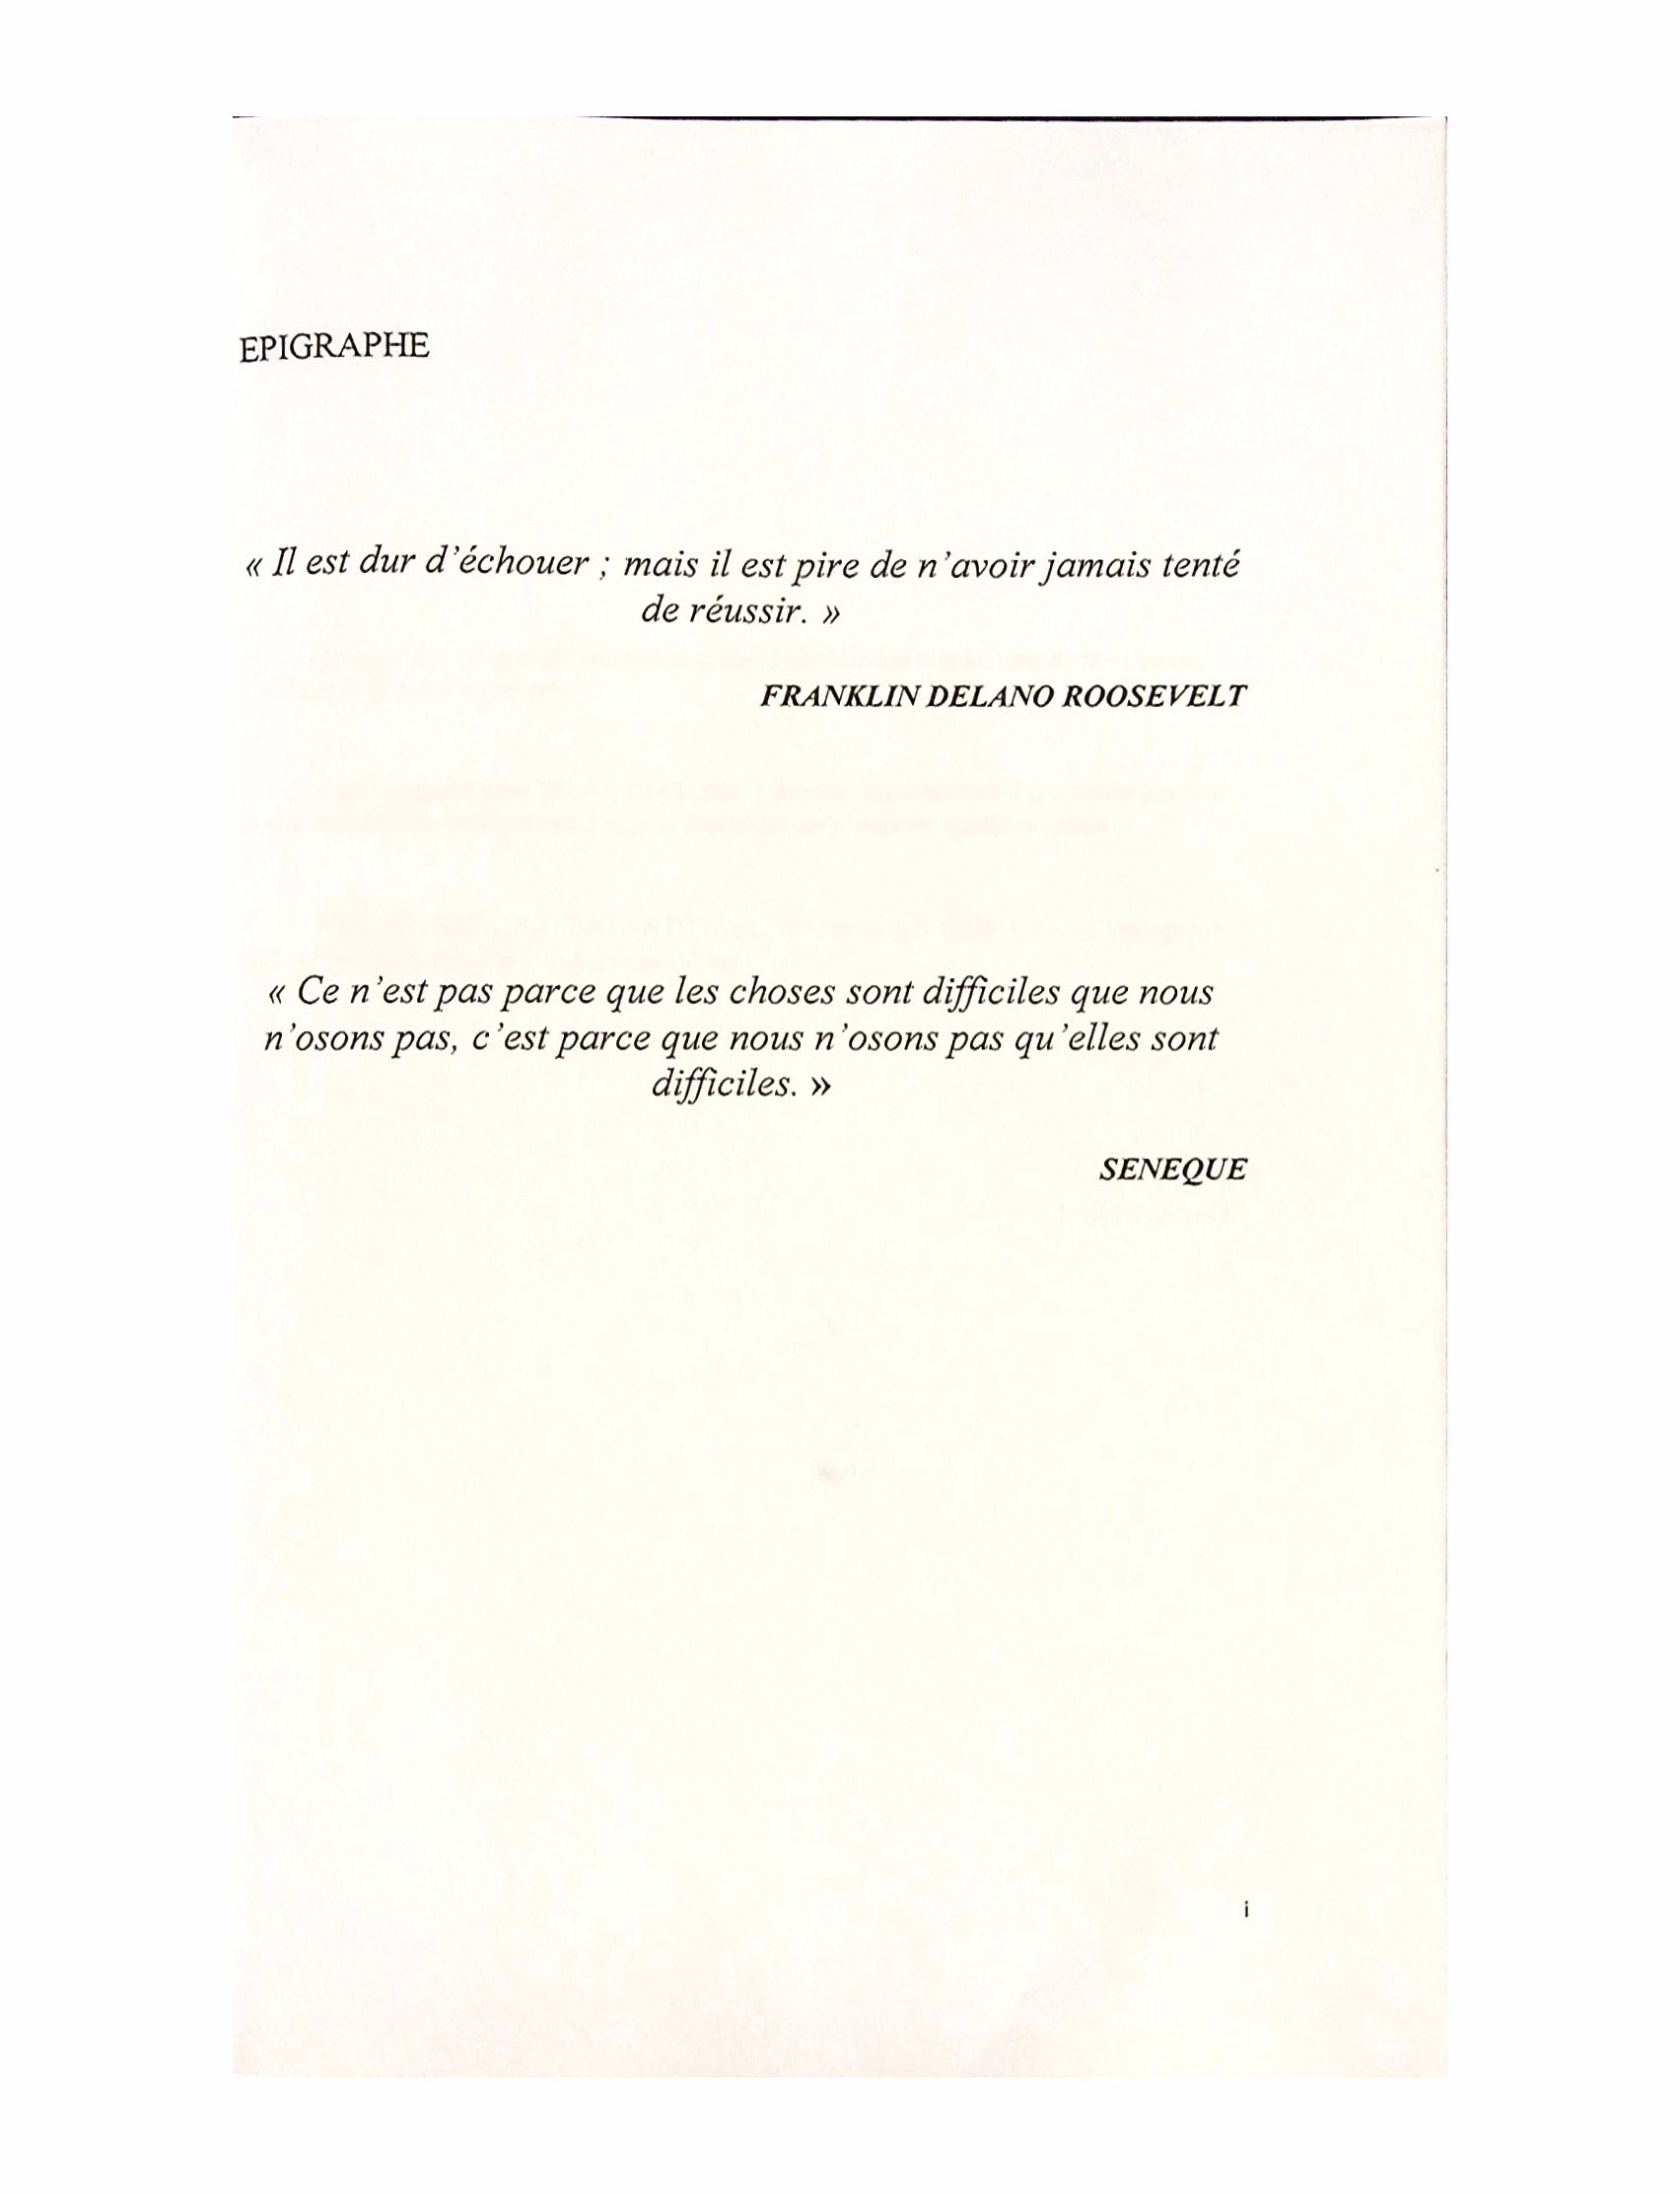 EPIGRAPHE
« Il est dur d’échouer ; mais il est pire de n’avoir jamais tenté
de réussir. »
FRANKLIN DELANO ROOSEVELT
« Ce n’est pas parce que les choses sont difficiles que nous
n’osons pas, c’est parce que nous n’osons pas qu’elles sont
difficiles. »
SENEQUE
i